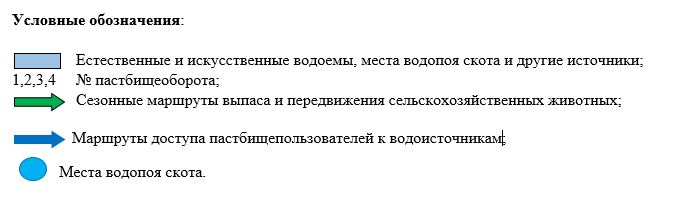 Условные обозначения:
Естественные и искусственные водоемы, места водопоя скота и другие источники;
1,2,3,4 № пастбищеоборота;
Сезонные маршруты выпаса и передвижения сельскохозяйственных животных;
Маршруты доступа пастбищепользователей к водоисточникам;
Места водопоя скота.